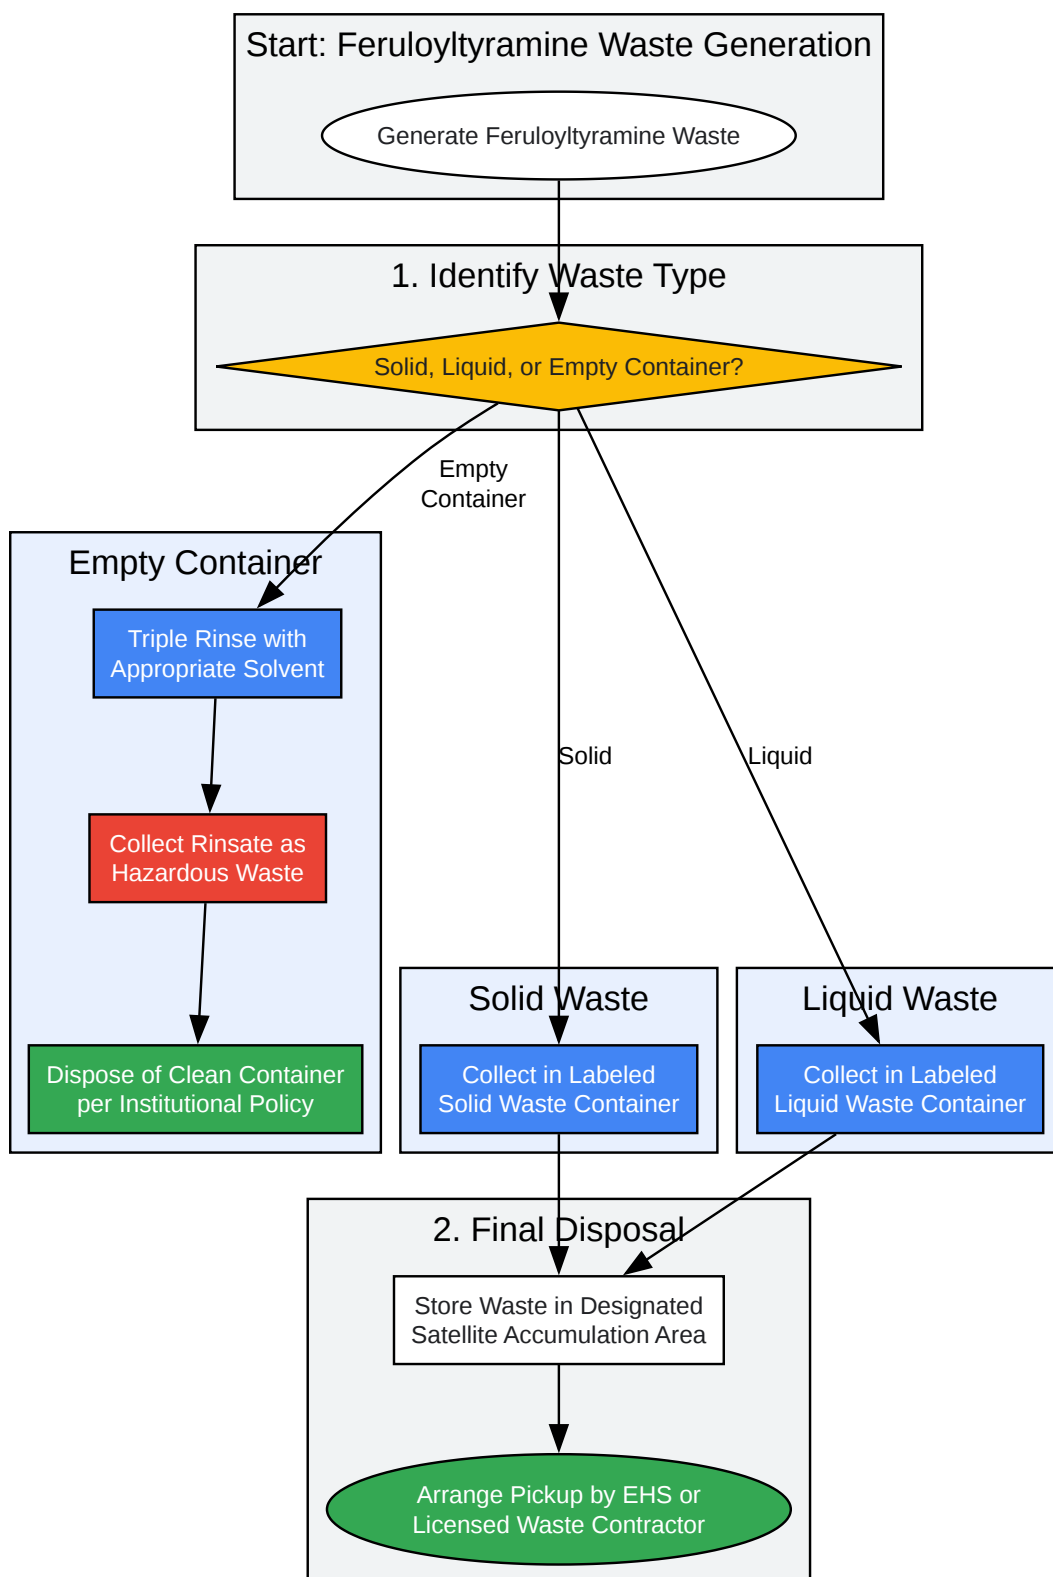 Start: Feruloyltyramine Waste Generation
Generate Feruloyltyramine Waste
1. Identify Waste Type
Solid, Liquid, or Empty Container?
Empty
Container
Empty Container
Triple Rinse with
Appropriate Solvent
Solid
Liquid
Collect Rinsate as
Hazardous Waste
Solid Waste
Liquid Waste
Dispose of Clean Container
per Institutional Policy
Collect in Labeled
Solid Waste Container
Collect in Labeled
Liquid Waste Container
2. Final Disposal
Store Waste in Designated
Satellite Accumulation Area
Arrange Pickup by EHS or
Licensed Waste Contractor